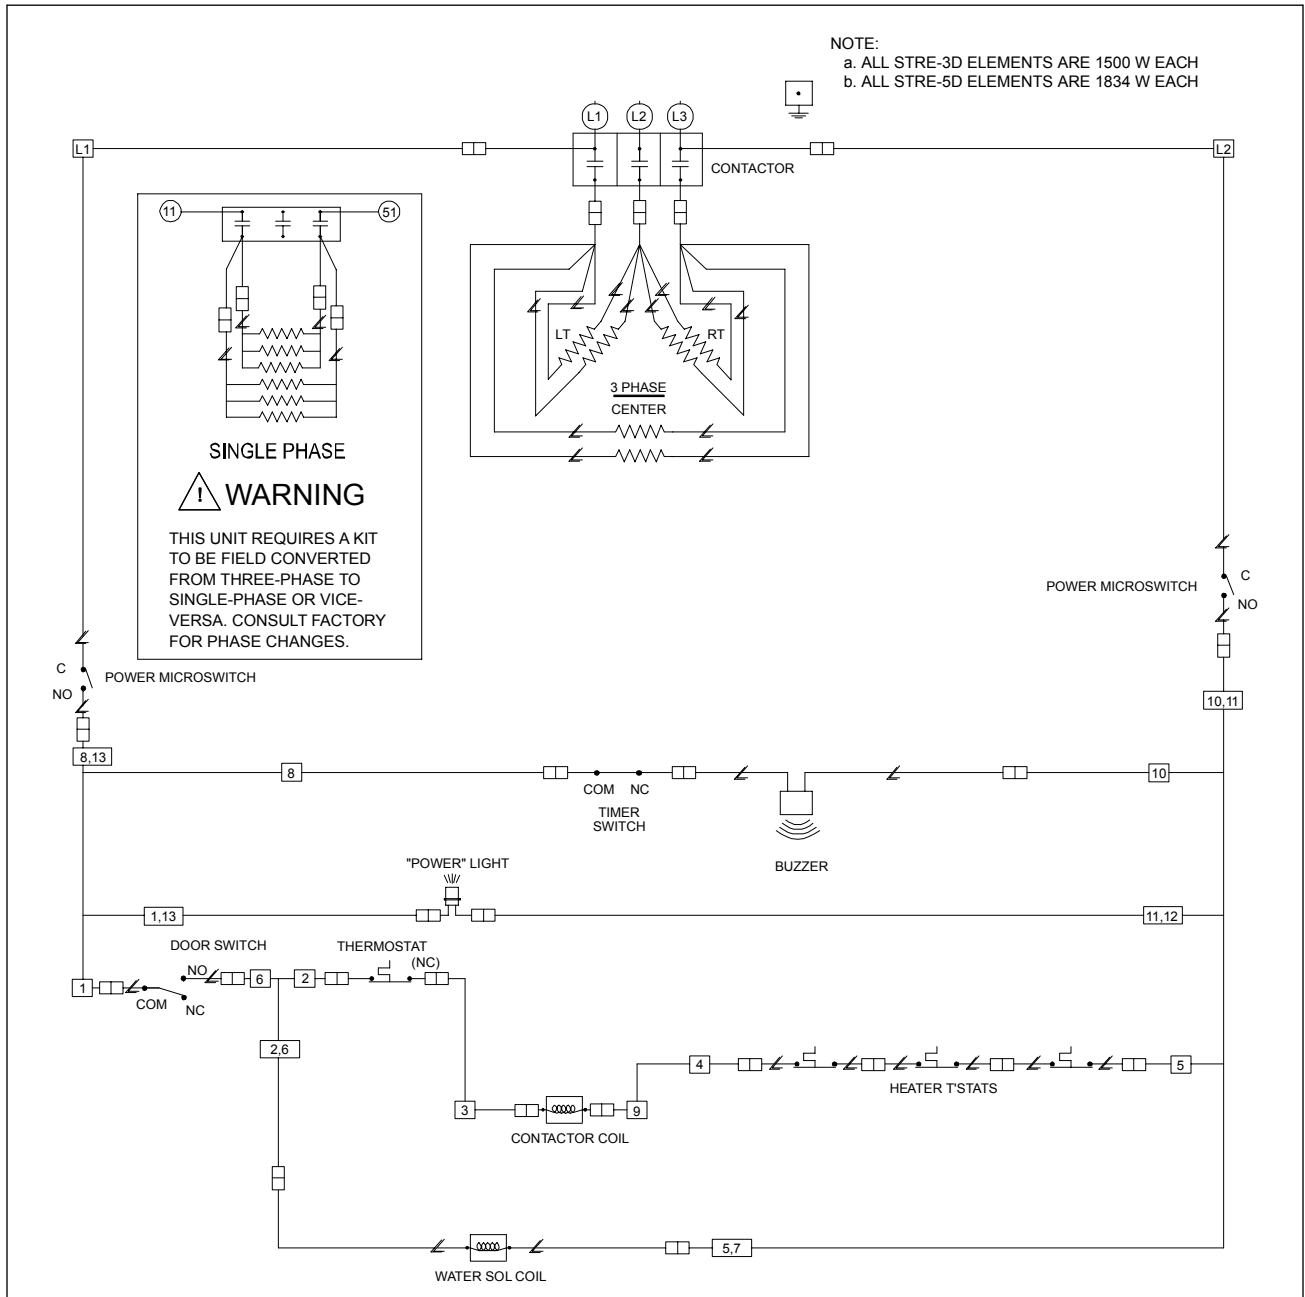 NOTE:
a. ALL STRE-3D ELEMENTS ARE 1500 W EACH
b. ALL STRE-5D ELEMENTS ARE 1834 W EACH
L1 L2 L3
L1
L2
CONTACTOR
11
51
LT
RT
3 PHASE
CENTER
SINGLE PHASE
! WARNING
THIS UNIT REQUIRES A KIT
TO BE FIELD CONVERTED
FROM THREE-PHASE TO
SINGLE-PHASE OR VICE-
VERSA. CONSULT FACTORY
FOR PHASE CHANGES.
C
POWER MICROSWITCH
NO
C
POWER MICROSWITCH
NO
10,11
8,13
8
COM NC
TIMER
SWITCH
10
BUZZER
"POWER" LIGHT
1,13
11,12
DOOR SWITCH
THERMOSTAT
(NC)
NO
6
2
1
COM
NC
2,6
4
5
HEATER T'STATS
3
9
CONTACTOR COIL
5,7
WATER SOL COIL